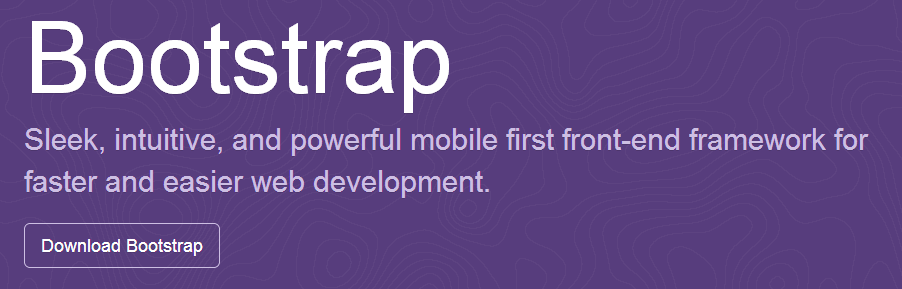 Bootstrap
Sleek, intuitive, and powerful mobile first front-end framework for
faster and easier web development.
Download Bootstrap